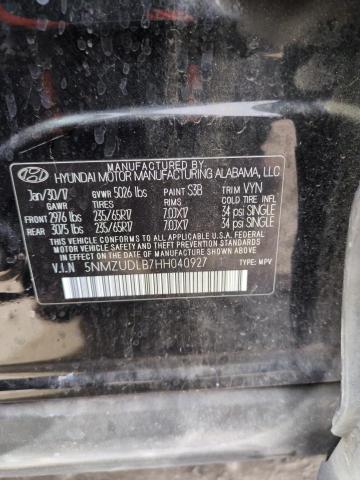 MANUFACTURED BY
HYUNDAI MOTOR MANUFACTURING ALABAMA, LLC
Jan/30/17 GVWR 5026 lbs PAINT S3B TRIM VYN
GAWR TIRES RIMS COLD TIRE INFL.
FRONT 2976 lbs 235/65R17 7.0JX17 34 psi SINGLE
REAR 3075 lbs 235/65R17 7.0JX17 34 psi SINGLE
THIS VEHICLE CONFORMS TO ALL APPLICABLE U.S.A FEDERAL
MOTOR VEHICLE SAFETY STANDARDS IN EFFECT ON
THE DATE OF MANUFACTURE SHOWN ABOVE.
V.I.N 5NMZUDLB7HH040927 TYPE: MPV